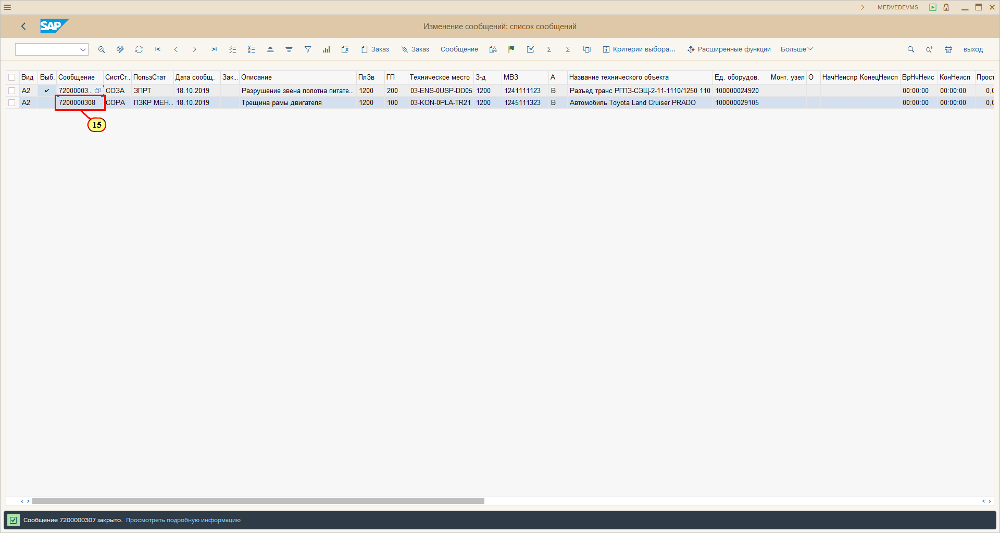 MEDVEDEVMS
SAP
Изменение сообщений: список сообщений
Заказ Заказ Сообщение Σ Σ Критерии выбора... Расширенные функции Больше выход
Вид Выб. Сообщение СистСт... ПользСтат Дата сообщ. Зак... Описание ПлЗв ГП Техническое место З-д МВЗ A Название технического объекта Ед. оборудов. Монт. узел О НачНеиспр КонецНеисп ВрНчНеис КонНеисп Прост
A2 ✔ 72000003... СОЗА ЗПРТ 18.10.2019 Разрушение звена полотна питате... 1200 200 03-ENS-0USP-DD05 1200 1241111123 B Разъед транс РГПЗ-СЭЩ-2-11-1110/1250 110 100000024920 00:00:00 00:00:00 0,0
A2 7200000308 СОРА ПЗКР МЕН... 18.10.2019 Трещина рамы двигателя 1200 100 03-KON-0PLA-TR21 1200 1245111323 B Автомобиль Toyota Land Cruiser PRADO 100000029105 00:00:00 00:00:00 0,0
15
Сообщение 7200000307 закрыто. Просмотреть подробную информацию